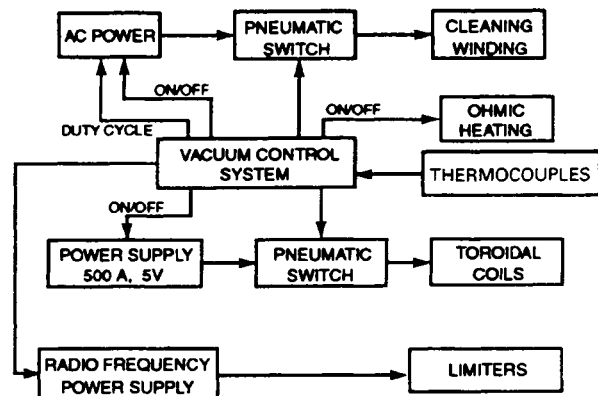 AC POWER
PNEUMATIC
SWITCH
CLEANING
WINDING
ON/OFF
DUTY CYCLE
ON/OFF
OHMIC
HEATING
VACUUM CONTROL
SYSTEM
THERMOCOUPLES
ON/OFF
POWER SUPPLY
500 A, 5V
PNEUMATIC
SWITCH
TOROIDAL
COILS
RADIO FREQUENCY
POWER SUPPLY
LIMITERS